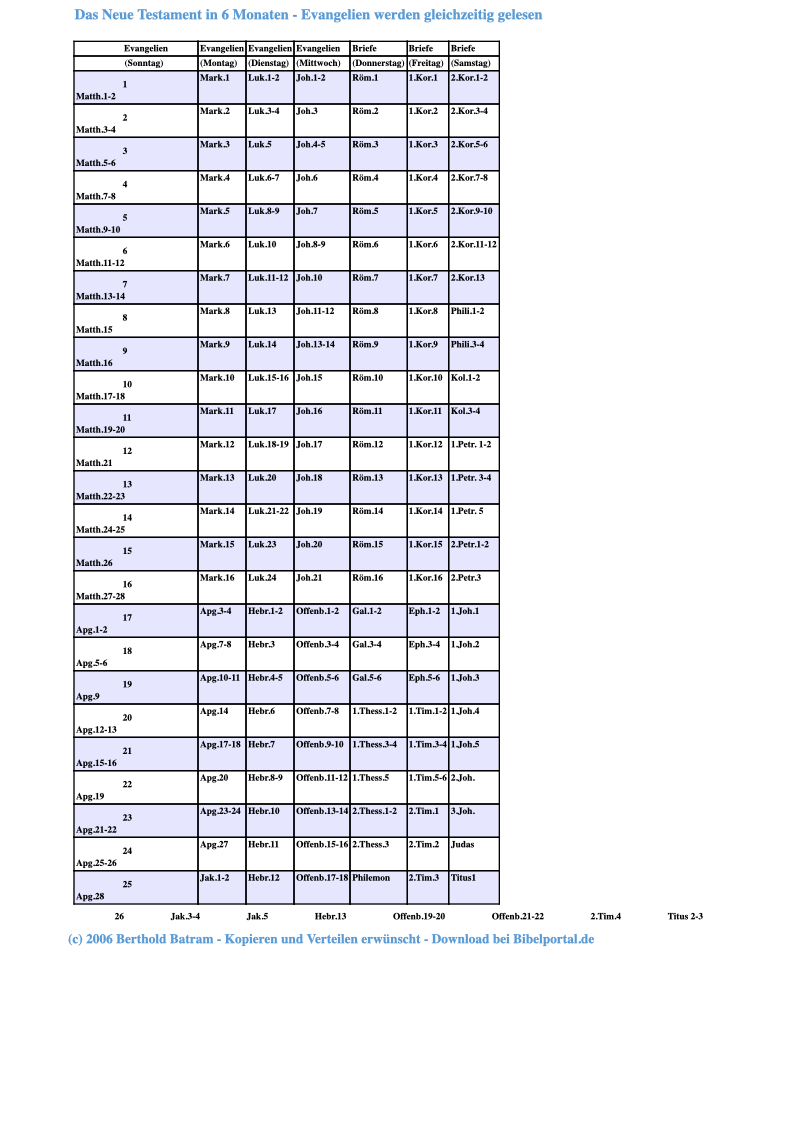 Das Neue Testament in 6 Monaten - Evangelien werden gleichzeitig gelesen
Evangelien Evangelien Evangelien Evangelien Briefe Briefe Briefe
(Sonntag) (Montag) (Dienstag) (Mittwoch) (Donnerstag) (Freitag) (Samstag)
1 Mark.1 Luk.1-2 Joh.1-2 Röm.1 1.Kor.1 2.Kor.1-2
Matth.1-2
2 Mark.2 Luk.3-4 Joh.3 Röm.2 1.Kor.2 2.Kor.3-4
Matth.3-4
3 Mark.3 Luk.5 Joh.4-5 Röm.3 1.Kor.3 2.Kor.5-6
Matth.5-6
4 Mark.4 Luk.6-7 Joh.6 Röm.4 1.Kor.4 2.Kor.7-8
Matth.7-8
5 Mark.5 Luk.8-9 Joh.7 Röm.5 1.Kor.5 2.Kor.9-10
Matth.9-10
6 Mark.6 Luk.10 Joh.8-9 Röm.6 1.Kor.6 2.Kor.11-12
Matth.11-12
7 Mark.7 Luk.11-12 Joh.10 Röm.7 1.Kor.7 2.Kor.13
Matth.13-14
8 Mark.8 Luk.13 Joh.11-12 Röm.8 1.Kor.8 Phili.1-2
Matth.15
9 Mark.9 Luk.14 Joh.13-14 Röm.9 1.Kor.9 Phili.3-4
Matth.16
10 Mark.10 Luk.15-16 Joh.15 Röm.10 1.Kor.10 Kol.1-2
Matth.17-18
11 Mark.11 Luk.17 Joh.16 Röm.11 1.Kor.11 Kol.3-4
Matth.19-20
12 Mark.12 Luk.18-19 Joh.17 Röm.12 1.Kor.12 1.Petr. 1-2
Matth.21
13 Mark.13 Luk.20 Joh.18 Röm.13 1.Kor.13 1.Petr. 3-4
Matth.22-23
14 Mark.14 Luk.21-22 Joh.19 Röm.14 1.Kor.14 1.Petr. 5
Matth.24-25
15 Mark.15 Luk.23 Joh.20 Röm.15 1.Kor.15 2.Petr.1-2
Matth.26
16 Mark.16 Luk.24 Joh.21 Röm.16 1.Kor.16 2.Petr.3
Matth.27-28
17 Apg.3-4 Hebr.1-2 Offenb.1-2 Gal.1-2 Eph.1-2 1.Joh.1
Apg.1-2
18 Apg.7-8 Hebr.3 Offenb.3-4 Gal.3-4 Eph.3-4 1.Joh.2
Apg.5-6
19 Apg.10-11 Hebr.4-5 Offenb.5-6 Gal.5-6 Eph.5-6 1.Joh.3
Apg.9
20 Apg.14 Hebr.6 Offenb.7-8 1.Thess.1-2 1.Tim.1-2 1.Joh.4
Apg.12-13
21 Apg.17-18 Hebr.7 Offenb.9-10 1.Thess.3-4 1.Tim.3-4 1.Joh.5
Apg.15-16
22 Apg.20 Hebr.8-9 Offenb.11-12 1.Thess.5 1.Tim.5-6 2.Joh.
Apg.19
23 Apg.23-24 Hebr.10 Offenb.13-14 2.Thess.1-2 2.Tim.1 3.Joh.
Apg.21-22
24 Apg.27 Hebr.11 Offenb.15-16 2.Thess.3 2.Tim.2 Judas
Apg.25-26
25 Jak.1-2 Hebr.12 Offenb.17-18 Philemon 2.Tim.3 Titus1
Apg.28
26 Jak.3-4 Jak.5 Hebr.13 Offenb.19-20 Offenb.21-22 2.Tim.4 Titus 2-3
(c) 2006 Berthold Batram - Kopieren und Verteilen erwünscht - Download bei Bibelportal.de